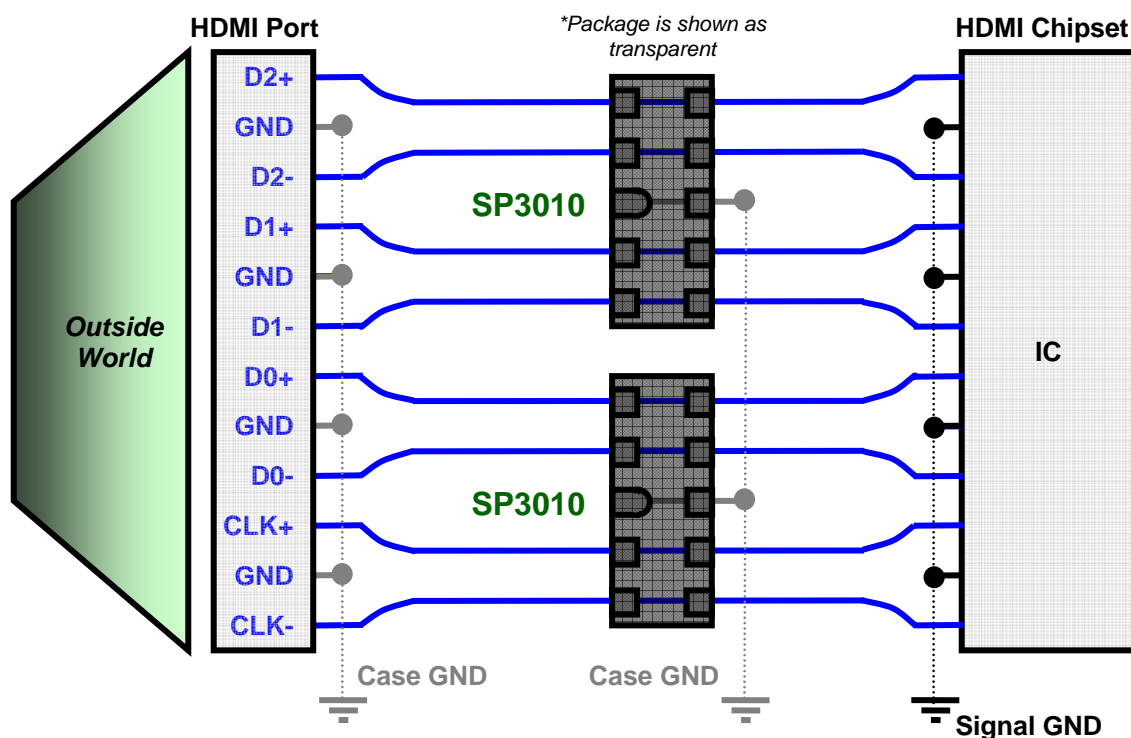 HDMI Port
*Package is shown as
transparent
HDMI Chipset
D2+
GND
D2-
D1+
GND
D1-
D0+
GND
D0-
CLK+
GND
CLK-
Outside
World
SP3010
SP3010
IC
Case GND
Case GND
Signal GND